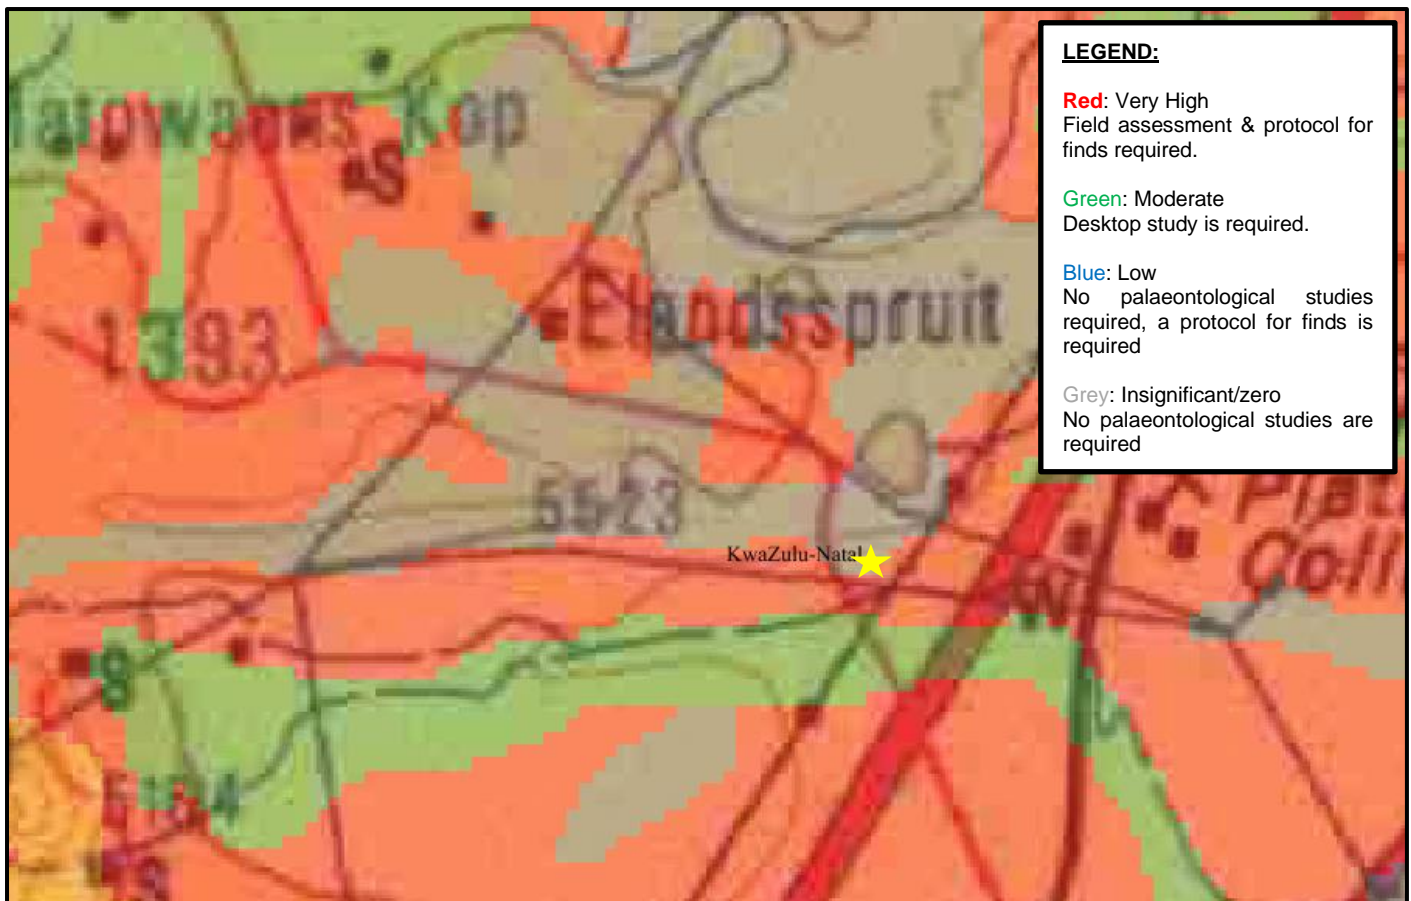 LEGEND:
Red: Very High
Field assessment & protocol for
finds required.
Green: Moderate
Desktop study is required.
Blue: Low
No palaeontological studies
required, a protocol for finds is
required
Grey: Insignificant/zero
No palaeontological studies are
required
Kop
S
Elandsspruit
1393
5523
KwaZulu-Natal
W
8